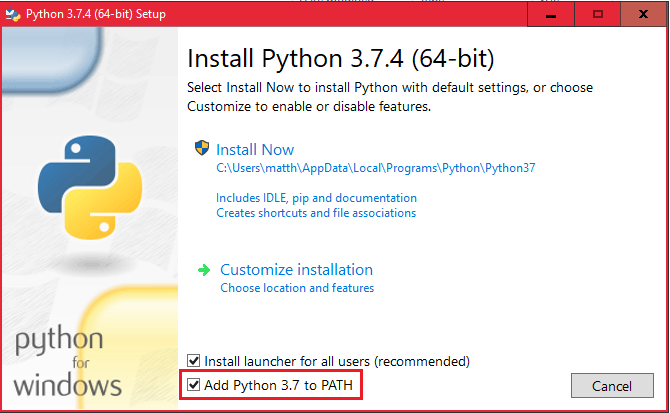 Python 3.7.4 (64-bit) Setup
Install Python 3.7.4 (64-bit)
Select Install Now to install Python with default settings, or choose
Customize to enable or disable features.
Install Now
C:\Users\matth\AppData\Local\Programs\Python\Python37
Includes IDLE, pip and documentation
Creates shortcuts and file associations
Customize installation
Choose location and features
python
for
windows
Install launcher for all users (recommended)
Add Python 3.7 to PATH
Cancel